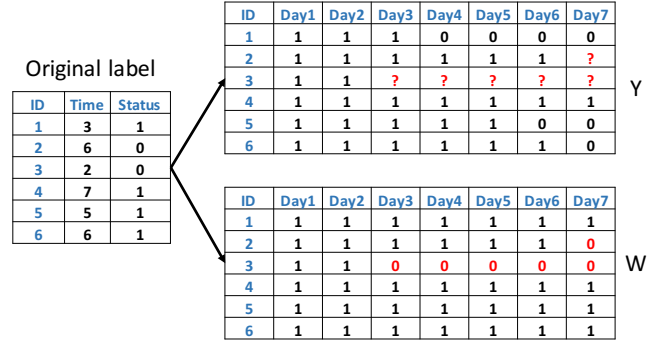 Original label
ID Time Status
1 3 1
2 6 0
3 2 0
4 7 1
5 5 1
6 6 1
ID Day1 Day2 Day3 Day4 Day5 Day6 Day7
1 1 1 1 0 0 0 0
2 1 1 1 1 1 1 ?
3 1 1 ? ? ? ? ?
4 1 1 1 1 1 1 1
5 1 1 1 1 1 0 0
6 1 1 1 1 1 1 0
Y
ID Day1 Day2 Day3 Day4 Day5 Day6 Day7
1 1 1 1 1 1 1 1
2 1 1 1 1 1 1 0
3 1 1 0 0 0 0 0
4 1 1 1 1 1 1 1
5 1 1 1 1 1 1 1
6 1 1 1 1 1 1 1
W